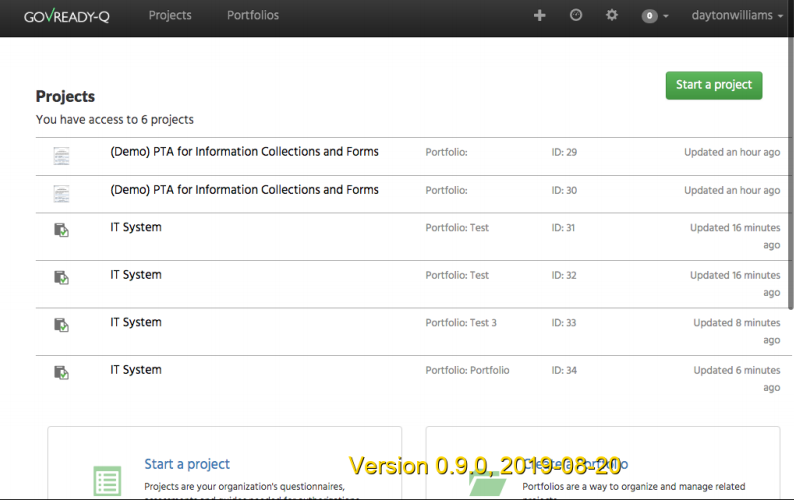 GOVREADY-Q Projects Portfolios 0 daytonwilliams
Start a project
Projects
You have access to 6 projects
(Demo) PTA for Information Collections and Forms Portfolio: ID: 29 Updated an hour ago
(Demo) PTA for Information Collections and Forms Portfolio: ID: 30 Updated an hour ago
IT System Portfolio: Test ID: 31 Updated 16 minutes
ago
IT System Portfolio: Test ID: 32 Updated 16 minutes
ago
IT System Portfolio: Test 3 ID: 33 Updated 8 minutes
ago
IT System Portfolio: Portfolio ID: 34 Updated 6 minutes
ago
Start a project
Create a portfolio
Version 0.9.0, 2019-08-20
Projects are your organization's questionnaires,
Portfolios are a way to organize and manage related